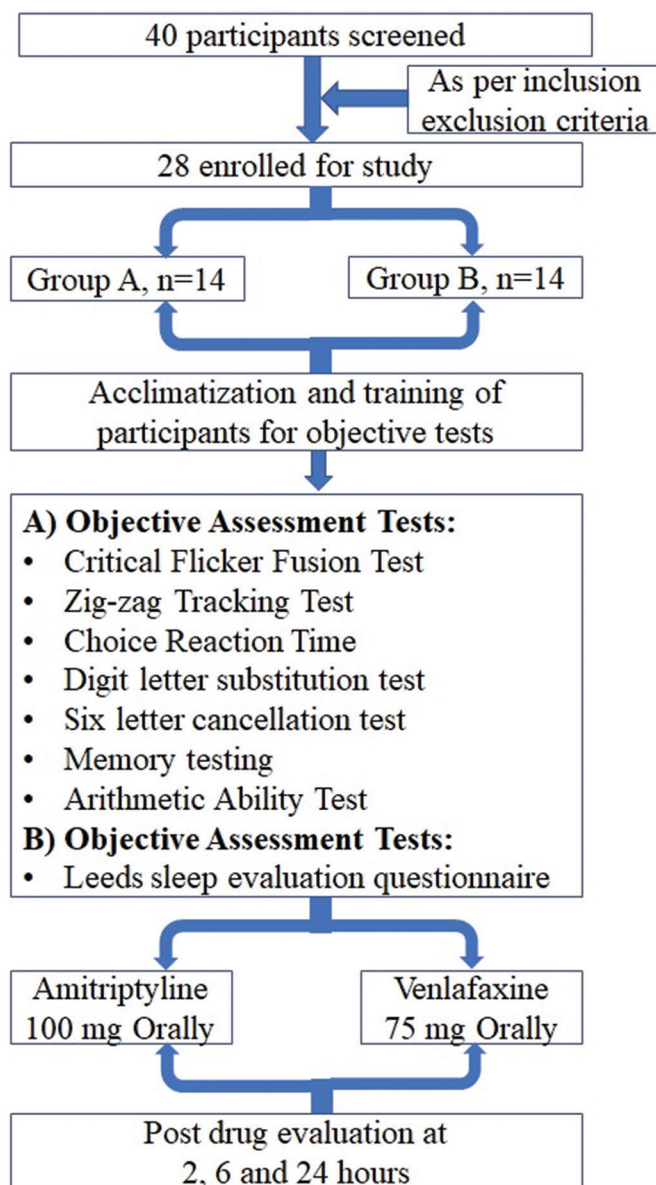 40 participants screened
As per inclusion
exclusion criteria
28 enrolled for study
Group A, n=14
Group B, n=14
Acclimatization and training of
participants for objective tests
A) Objective Assessment Tests:
• Critical Flicker Fusion Test
• Zig-zag Tracking Test
• Choice Reaction Time
• Digit letter substitution test
• Six letter cancellation test
• Memory testing
• Arithmetic Ability Test
B) Objective Assessment Tests:
• Leeds sleep evaluation questionnaire
Amitriptyline
100 mg Orally
Venlafaxine
75 mg Orally
Post drug evaluation at
2, 6 and 24 hours